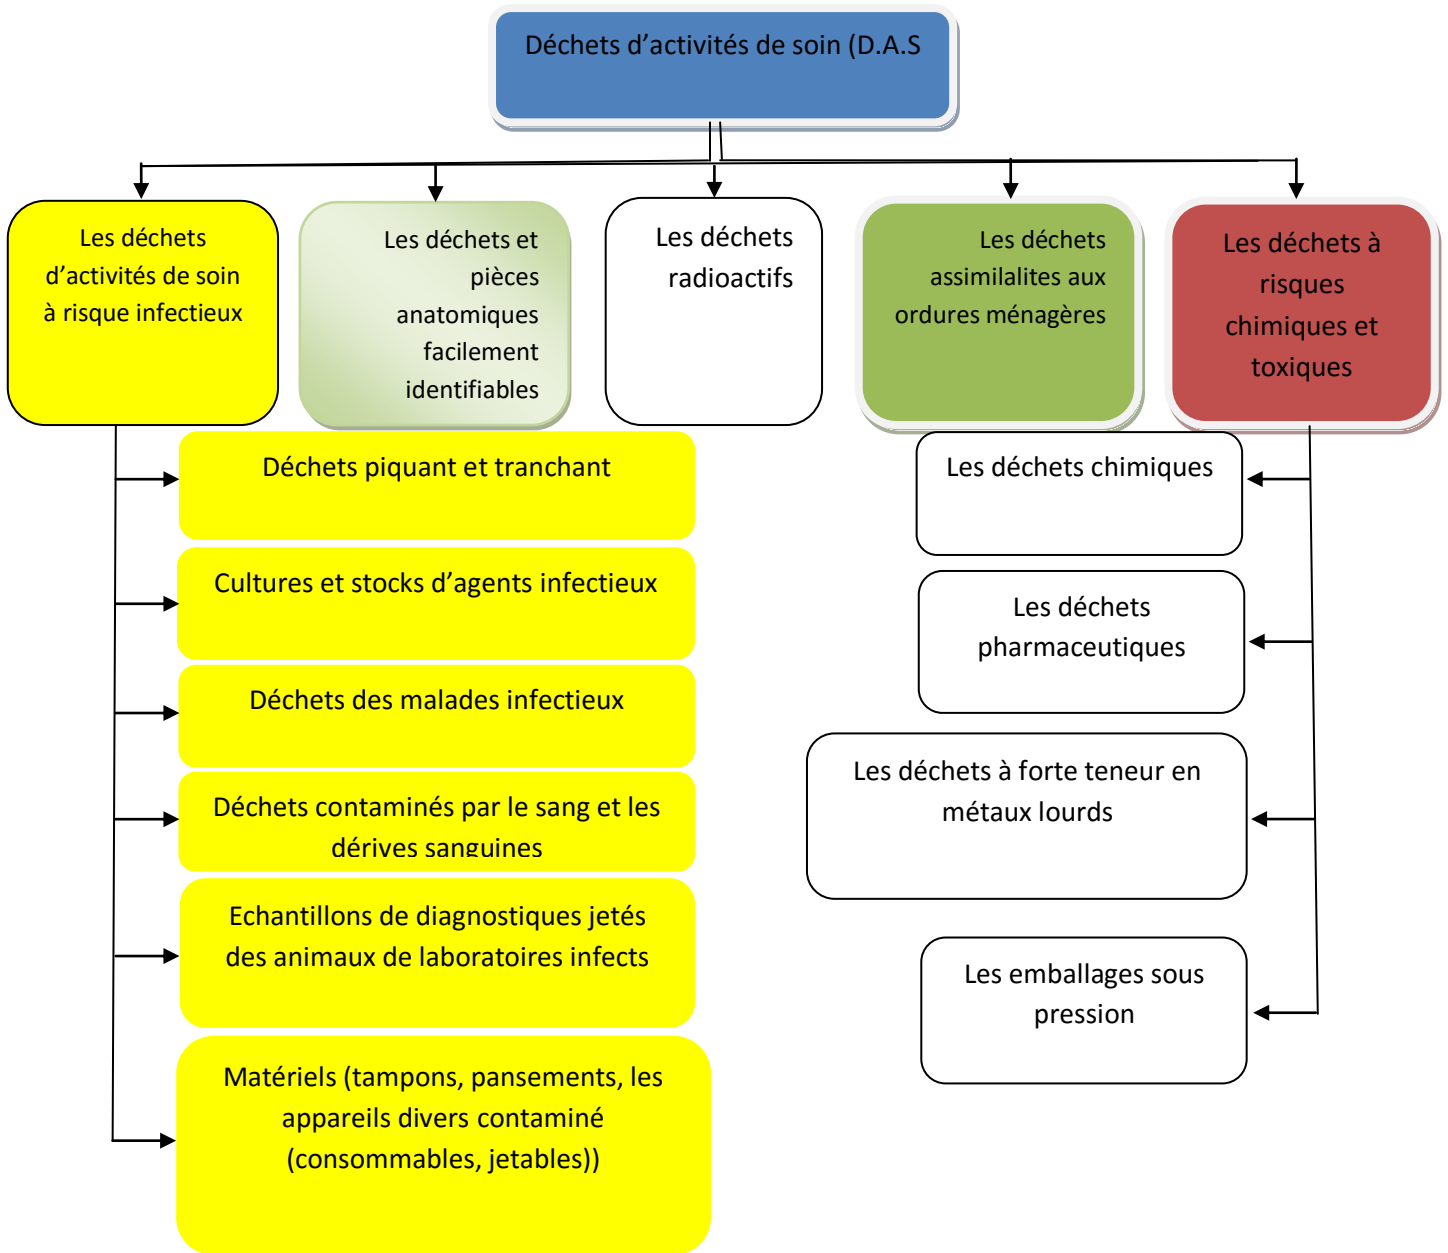 Déchets d’activités de soin (D.A.S
Les déchets
d’activités de soin
à risque infectieux
Les déchets et
pièces
anatomiques
facilement
identifiables
Les déchets
radioactifs
Les déchets
assimilalites aux
ordure ménagères
Les déchets à
risques
chimiques et
toxiques
Déchets piquant et tranchant
Cultures et stocks d’agents infectieux
Déchets des malades infectieux
Déchets contaminés par le sang et les
dérives sanguines
Echantillons de diagnostiques jetés
des animaux de laboratoires infects
Matériels (tampons, pansements, les
appareils divers contaminé
(consommables, jetables))
Les déchets chimiques
Les déchets
pharmaceutiques
Les déchets à forte teneur en
métaux lourds
Les emballages sous
pression